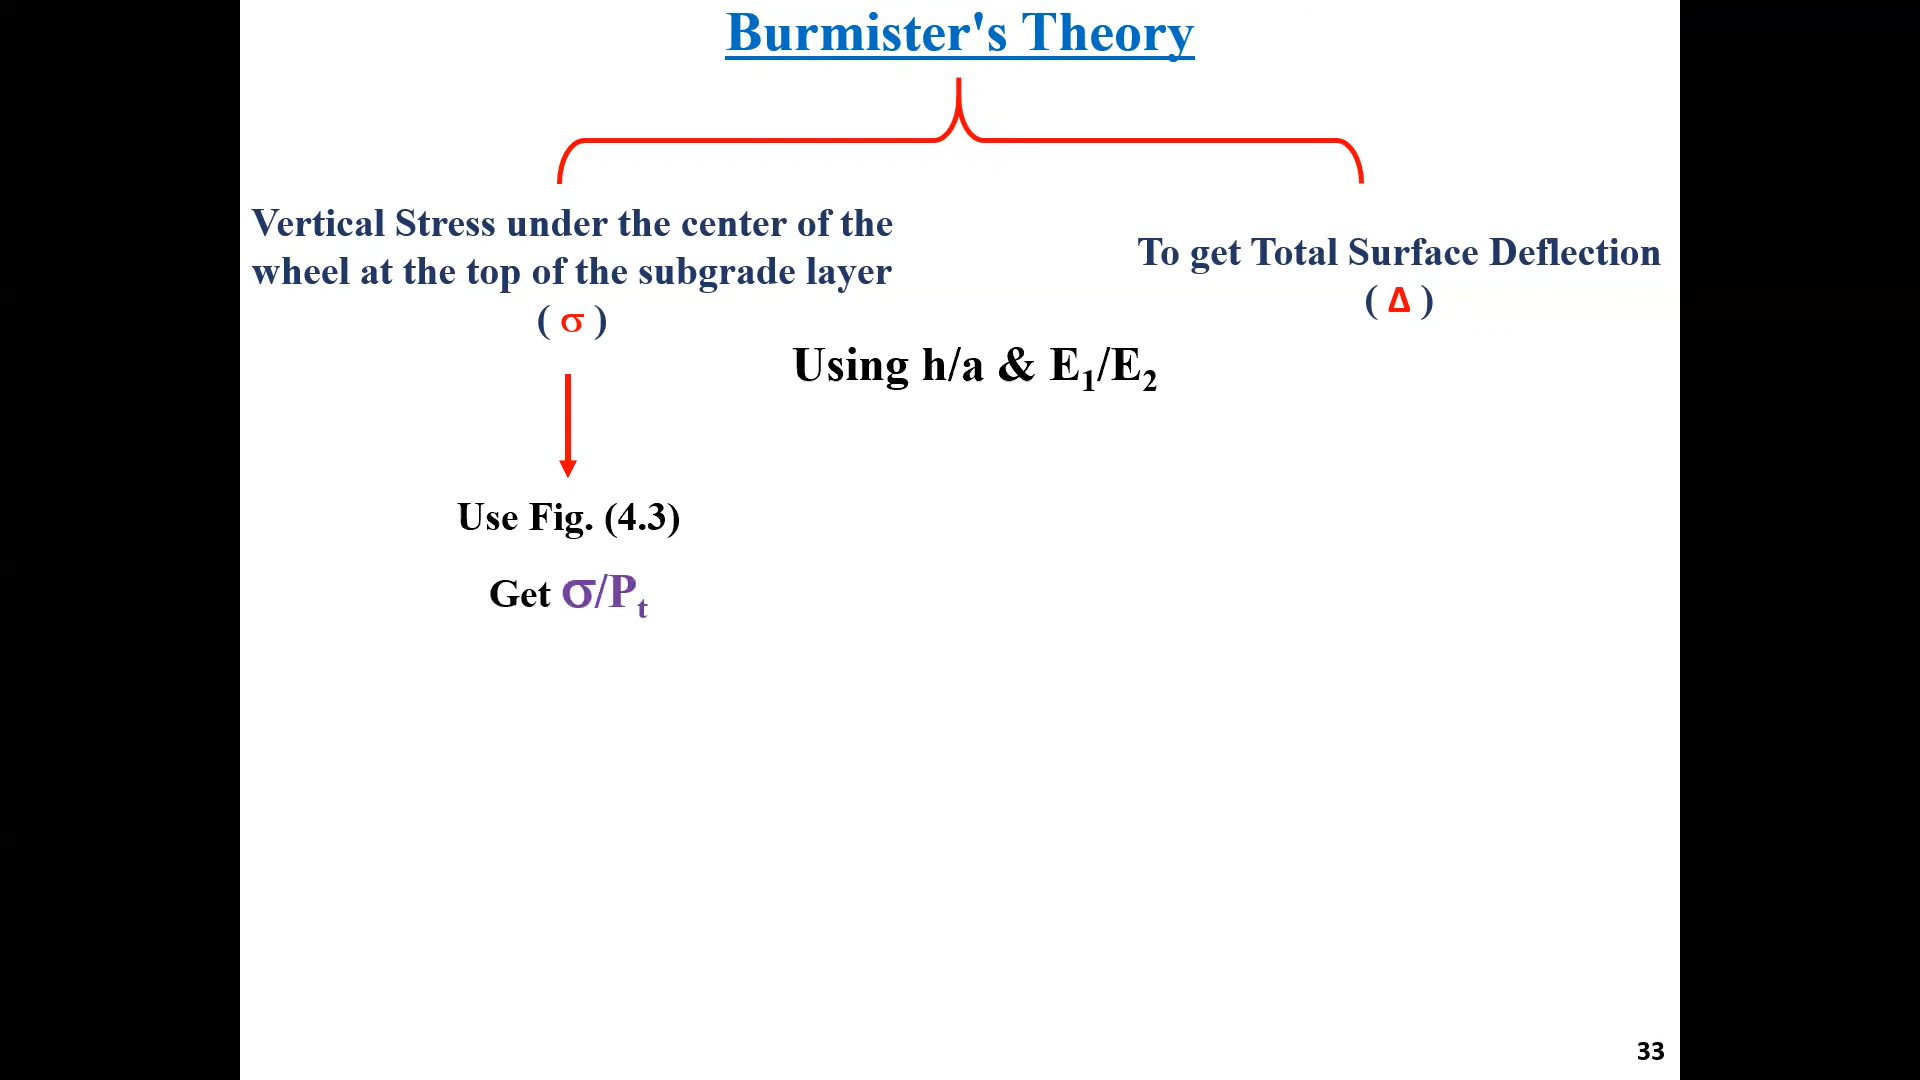 Burmister's Theory
Vertical Stress under the center of the
wheel at the top of the subgrade layer
( σ )
To get Total Surface Deflection
( Δ )
Using h/a & E₁/E₂
Use Fig. (4.3)
Get σ/Pₜ
33